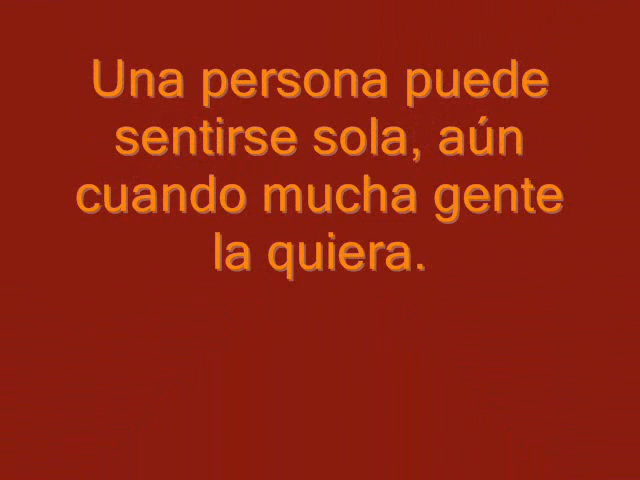 Una persona puede
sentirse sola, aún
cuando mucha gente
la quiera.